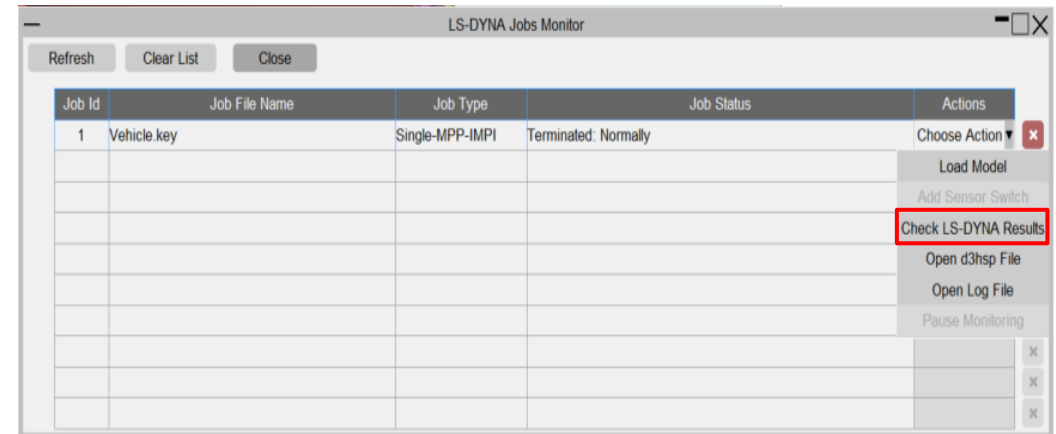 LS-DYNA Jobs Monitor
Refresh Clear List Close
Job Id Job File Name Job Type Job Status Actions
1 Vehicle.key Single-MPP-IMPI Terminated: Normally Choose Action
Load Model
Add Sensor Switch
Check LS-DYNA Results
Open d3hsp File
Open Log File
Pause Monitoring